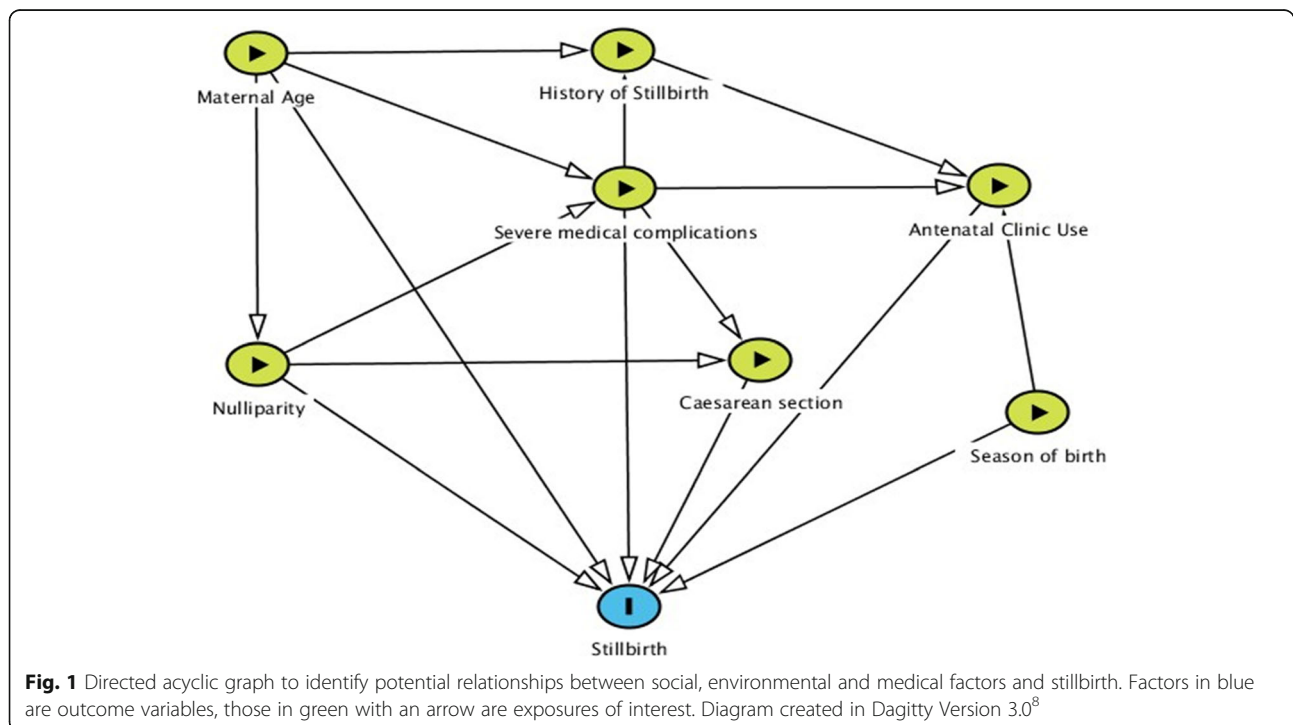 Maternal Age
History of Stillbirth
Severe medical complications
Antenatal Clinic Use
Nulliparity
Caesarean section
Season of birth
Stillbirth
Fig. 1 Directed acyclic graph to identify potential relationships between social, environmental and medical factors and stillbirth. Factors in blue
are outcome variables, those in green with an arrow are exposures of interest. Diagram created in Dagitty Version 3.0⁸